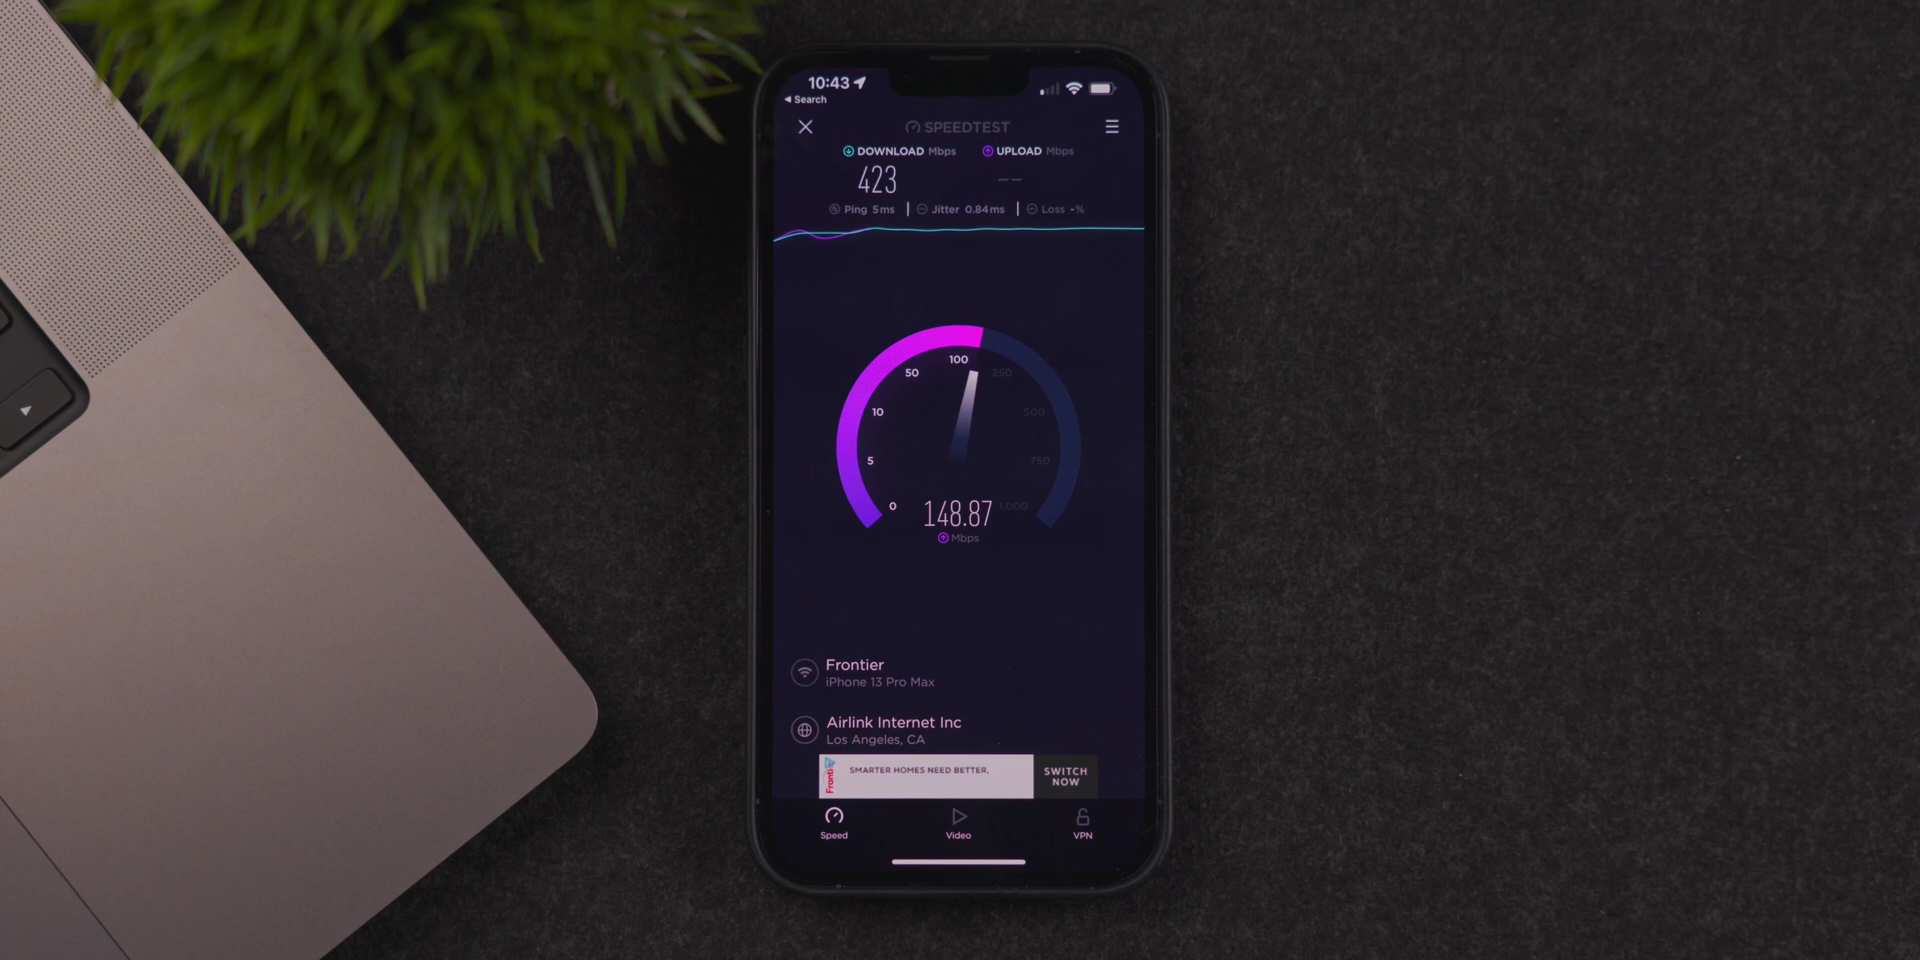 10:43
Search
SPEEDTEST
DOWNLOAD Mbps UPLOAD Mbps
423 --
Ping 5ms Jitter 0.84ms Loss -%
100
50 250
10 500
5 750
0 148.87 1,000
Mbps
Frontier
iPhone 13 Pro Max
Airlink Internet Inc
Los Angeles, CA
Fronti
SMARTER HOMES NEED BETTER,
SWITCH
NOW
Speed Video VPN